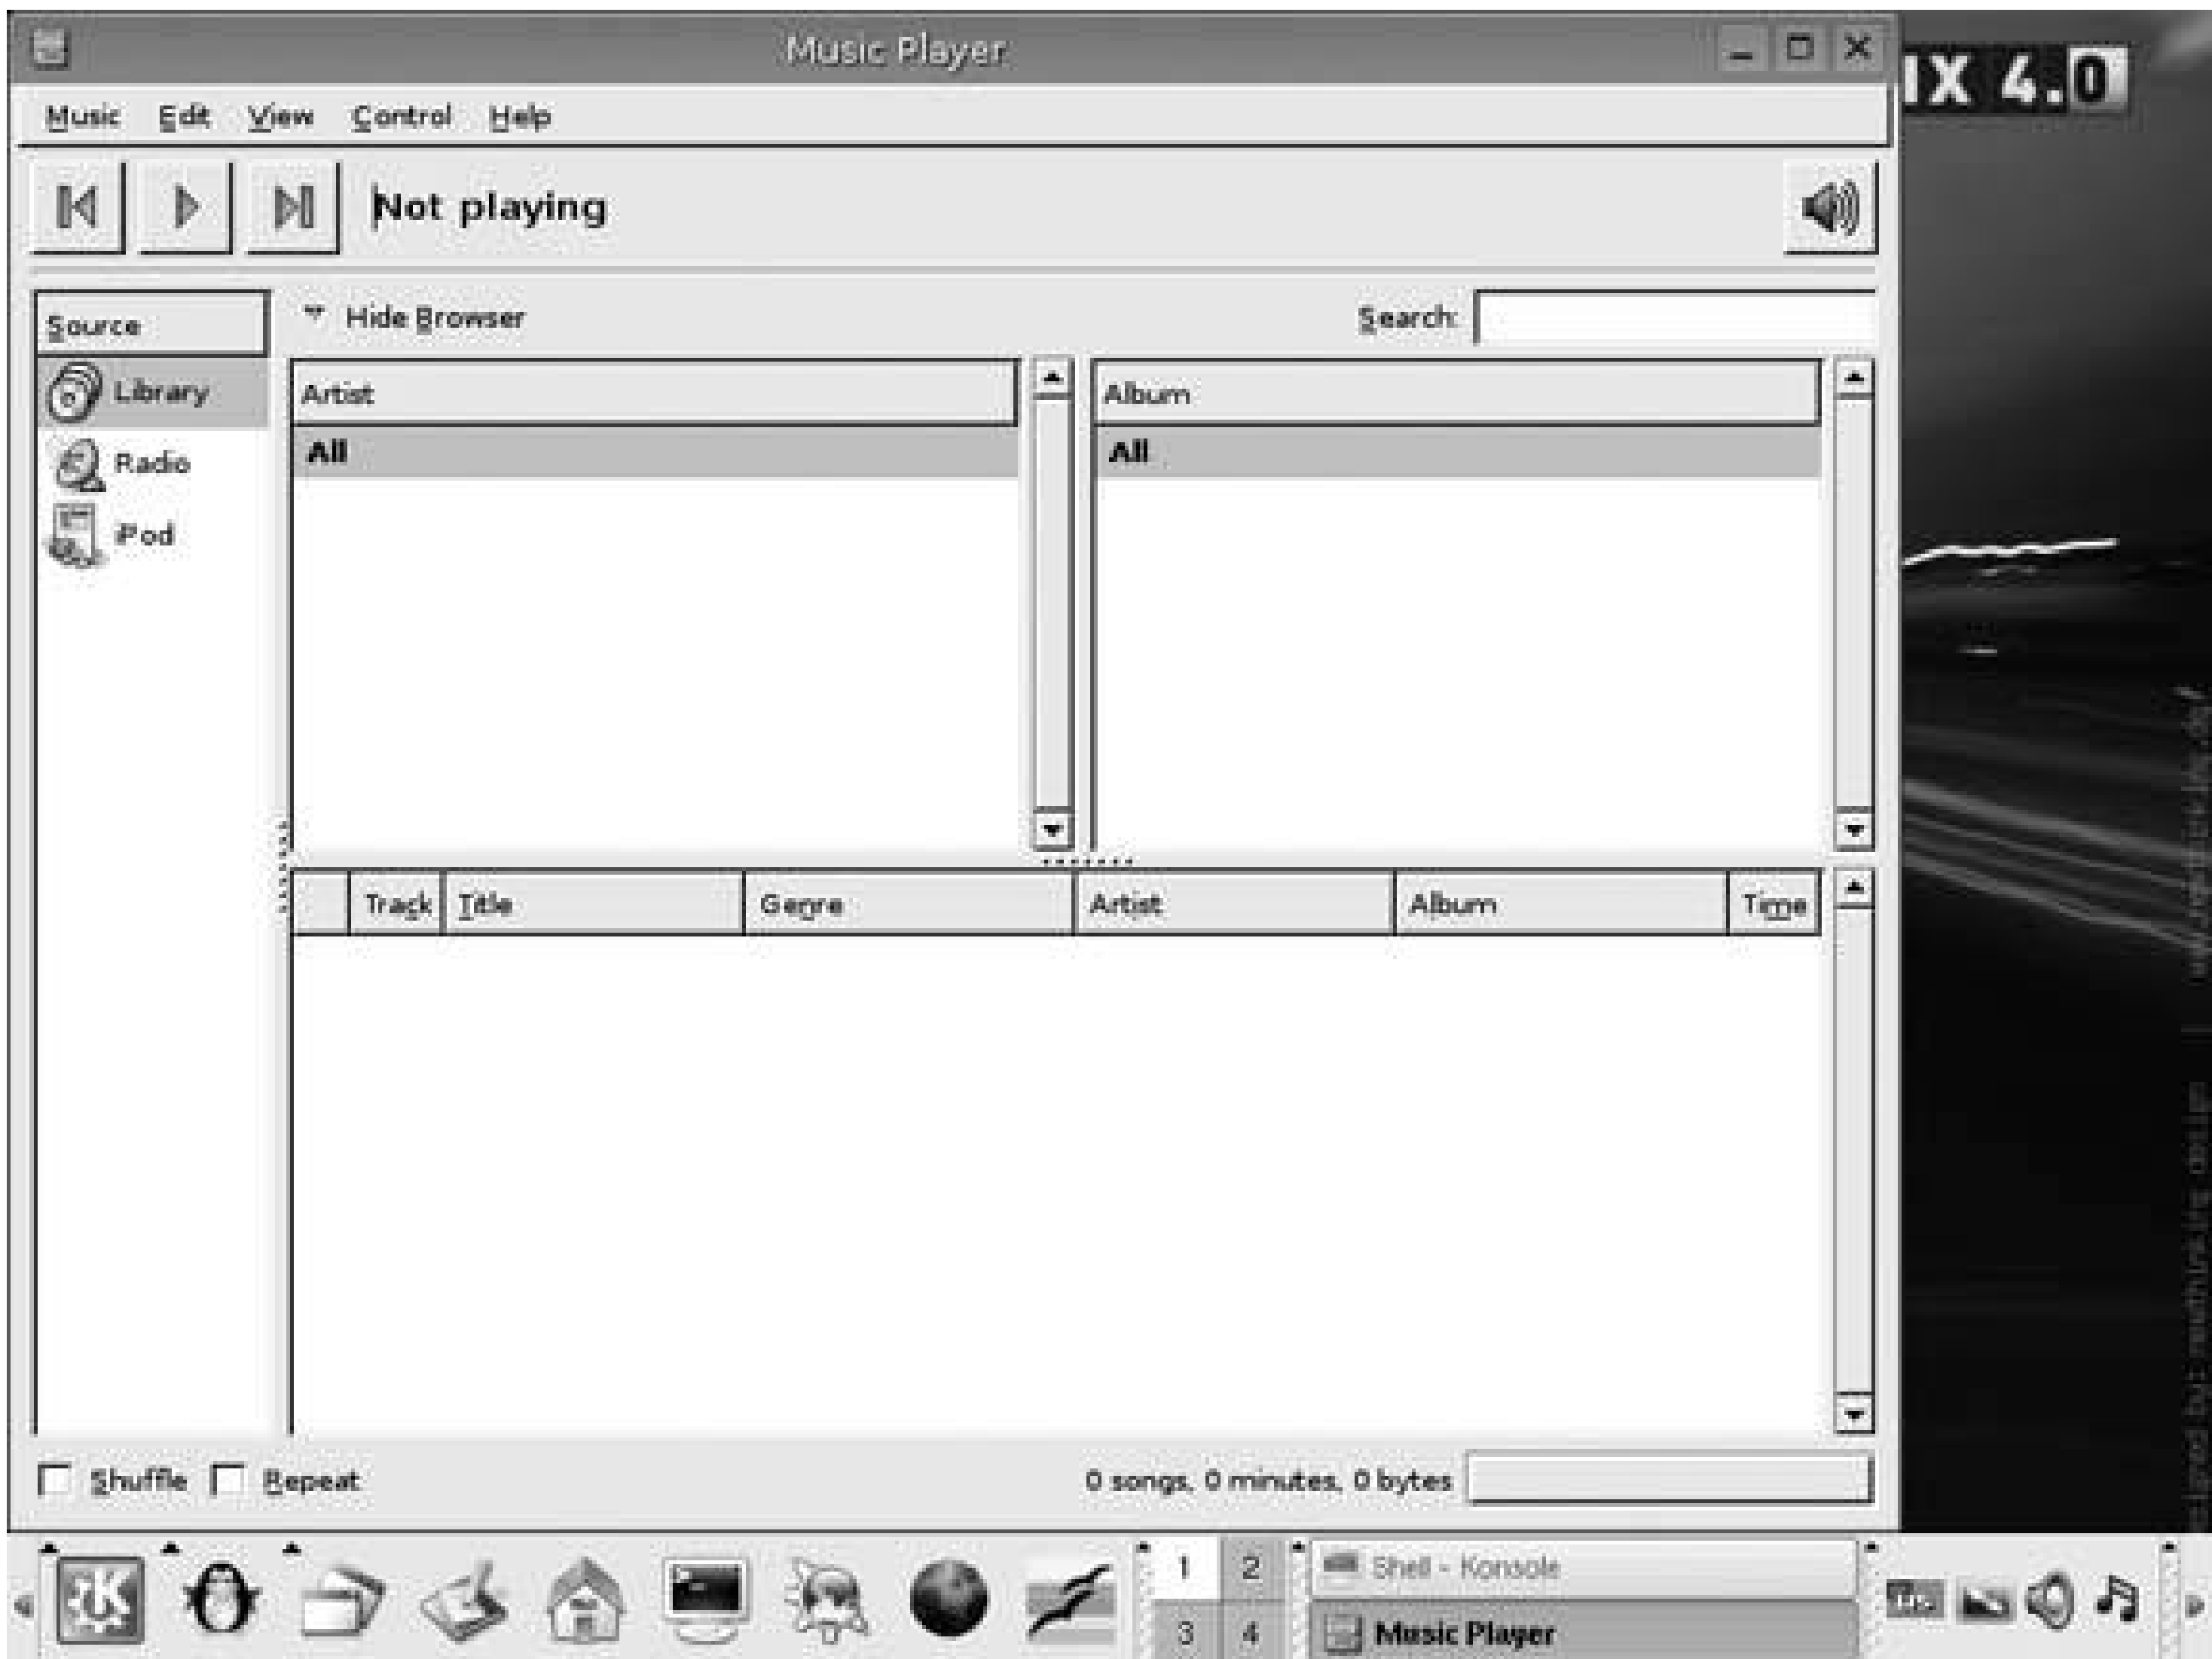 Music Player
IX 4.0
Music Edit View Control Help
Not playing
Source
Hide Browser
Search:
Library
Radio
iPod
Artist
All
Album
All
Track Title Genre Artist Album Time
Shuffle Repeat
0 songs, 0 minutes, 0 bytes
1 2
3 4
Shell - Konsole
Music Player